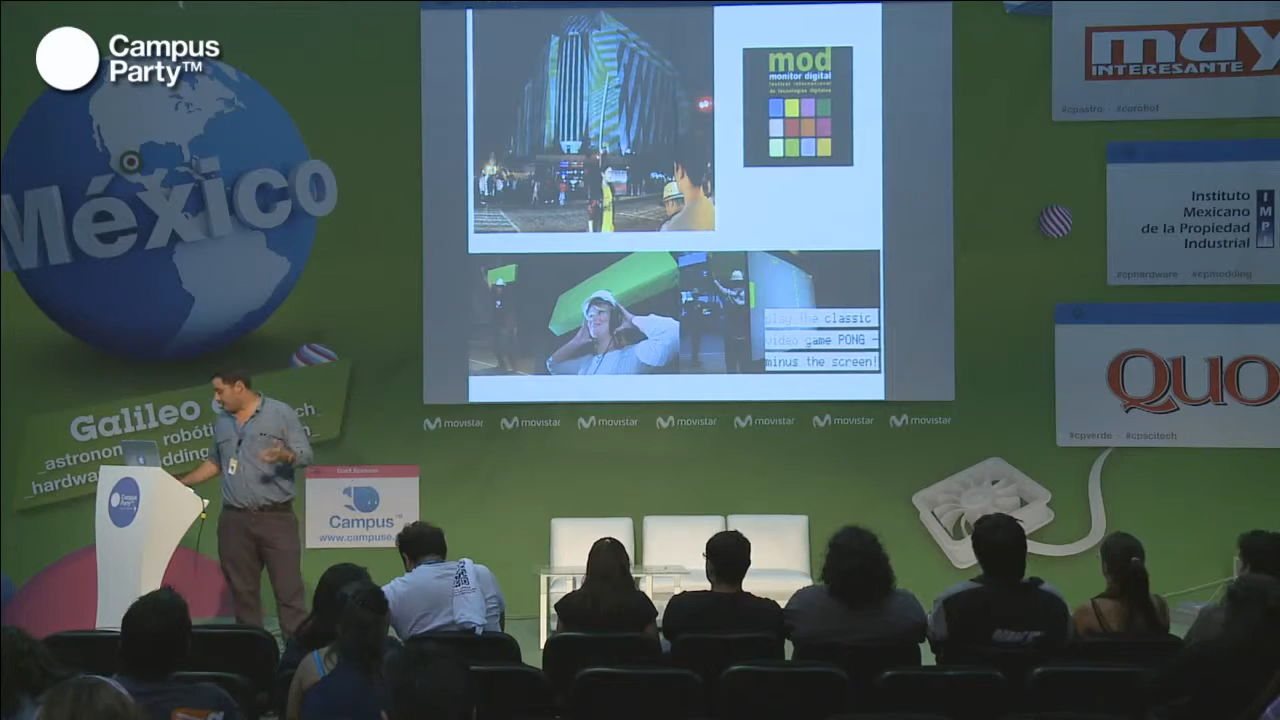 Campus
Party™
México
Galileo
_astronom
robóti
_hardwa
dding
Campus
Party™
Campus™
www.campuse
mod
monitor digital
festival internacional
de tecnologías digitales
play the classic
video game PONG -
minus the screen!
movistar
movistar
movistar
movistar
movistar
movistar
movistar
muy
INTERESANTE
#cpastro
Instituto
Mexicano
de la Propiedad
Industrial
IMPI
#cphardware
#cpmodding
QUO
#cpverde
#cpscitech